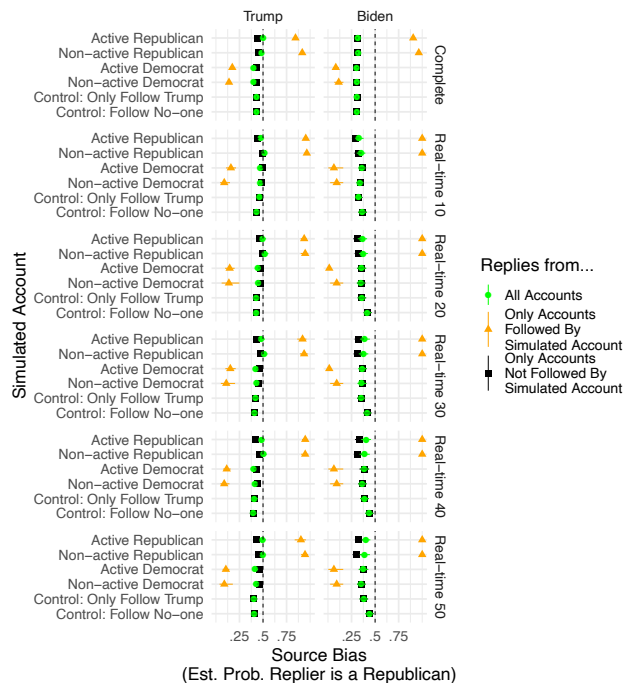 Trump Biden
Active Republican
Non-active Republican
Active Democrat
Non-active Democrat
Control: Only Follow Trump
Control: Follow No-one
Complete
Active Republican
Non-active Republican
Active Democrat
Non-active Democrat
Control: Only Follow Trump
Control: Follow No-one
Real-time 10
Active Republican
Non-active Republican
Active Democrat
Non-active Democrat
Control: Only Follow Trump
Control: Follow No-one
Real-time 20
Active Republican
Non-active Republican
Active Democrat
Non-active Democrat
Control: Only Follow Trump
Control: Follow No-one
Real-time 30
Active Republican
Non-active Republican
Active Democrat
Non-active Democrat
Control: Only Follow Trump
Control: Follow No-one
Real-time 40
Active Republican
Non-active Republican
Active Democrat
Non-active Democrat
Control: Only Follow Trump
Control: Follow No-one
Real-time 50
.25 .5 .75 .25 .5 .75
Source Bias
(Est. Prob. Replier is a Republican)
Simulated Account
Replies from...
All Accounts
Only Accounts
Followed By
Simulated Account
Only Accounts
Not Followed By
Simulated Account